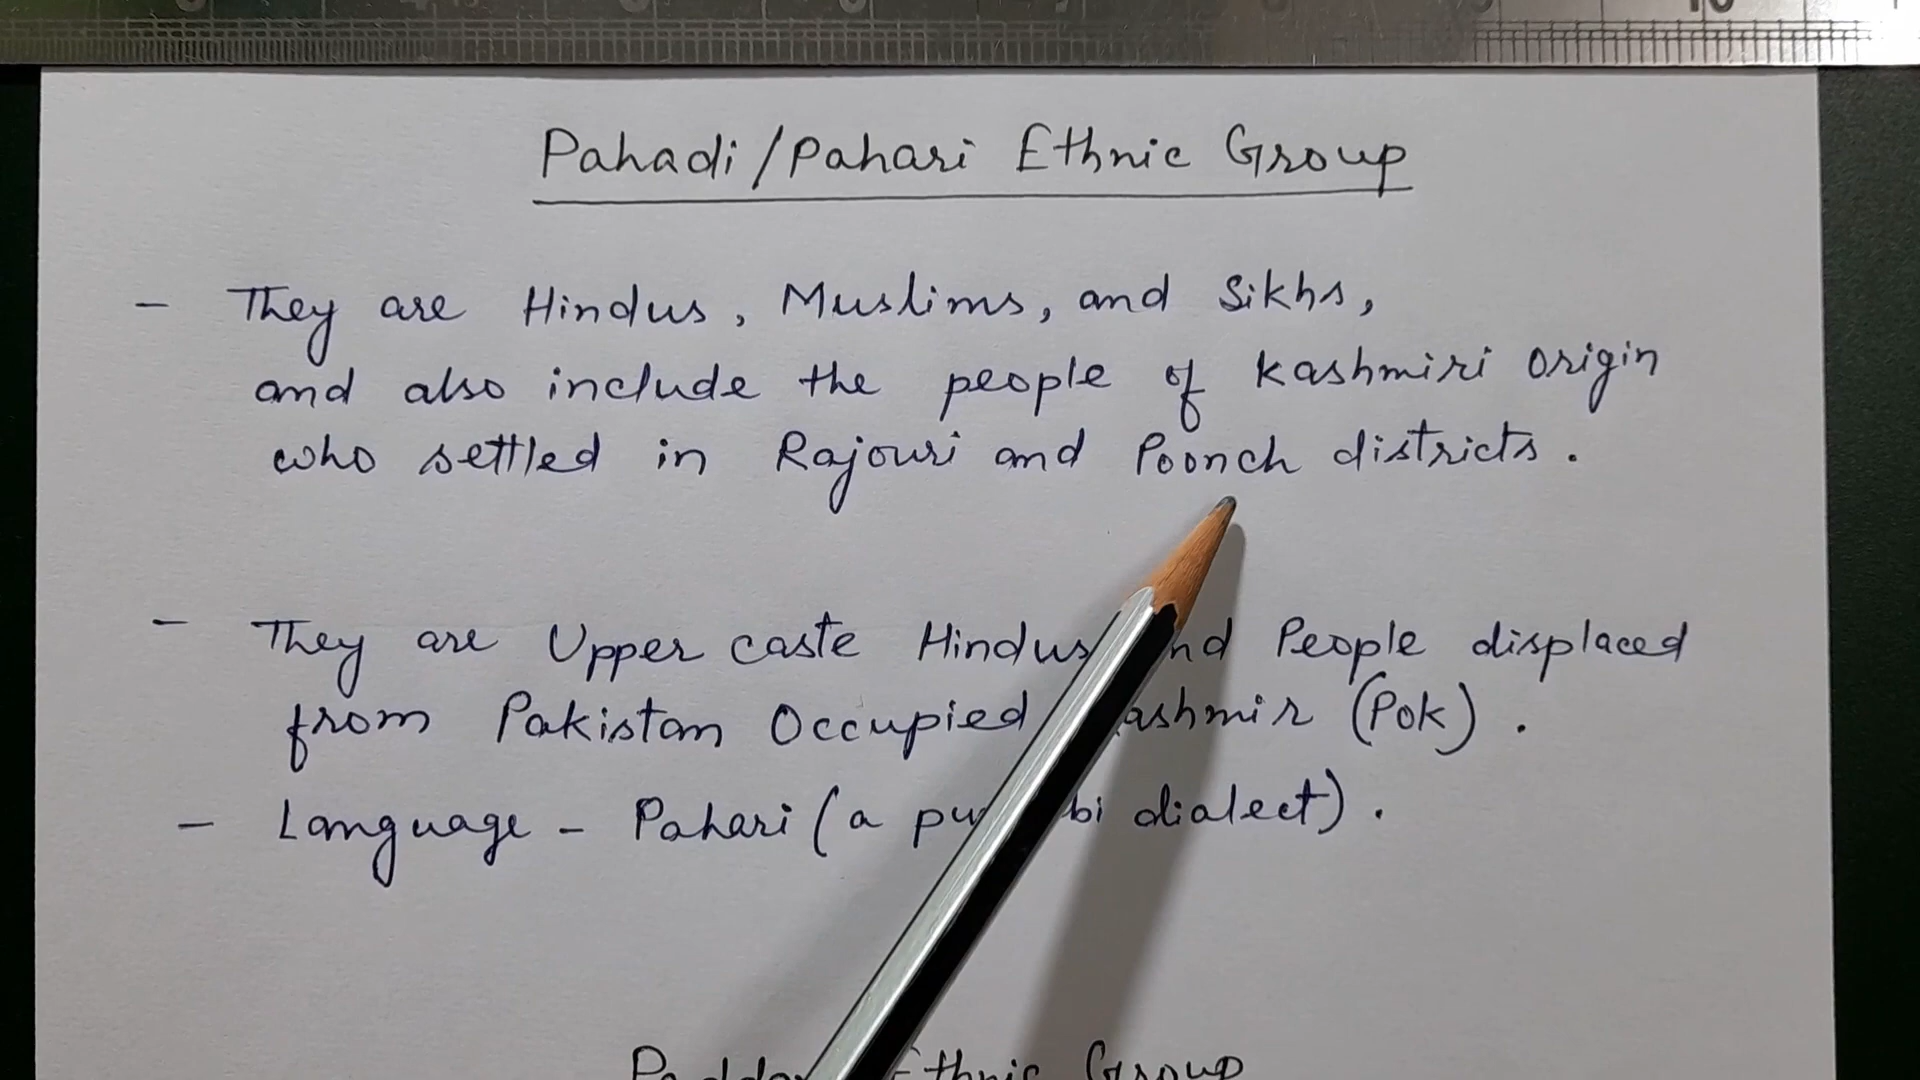 Pahadi/Pahari Ethnic Group
- They are Hindus, Muslims, and Sikhs,
and also include the people of Kashmiri origin
who settled in Rajouri and Poonch districts.
- They are Upper caste Hindus People displaced
from Pakistan Occupied (PoK).
- Language - Pahari (a dialect).
Ethnic Group